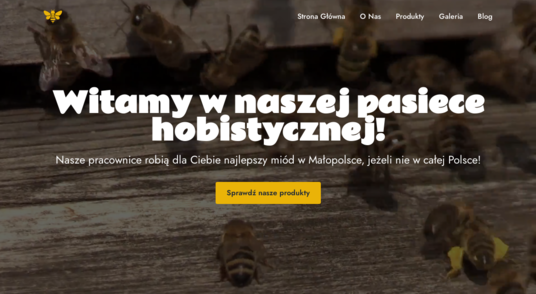 Strona Główna O Nas Produkty Galeria Blog
Witamy w naszej pasiece
hobistycznej!
Nasze pracownice robią dla Ciebie najlepszy miód w Małopolsce, jeżeli nie w całej Polsce!
Sprawdź nasze produkty